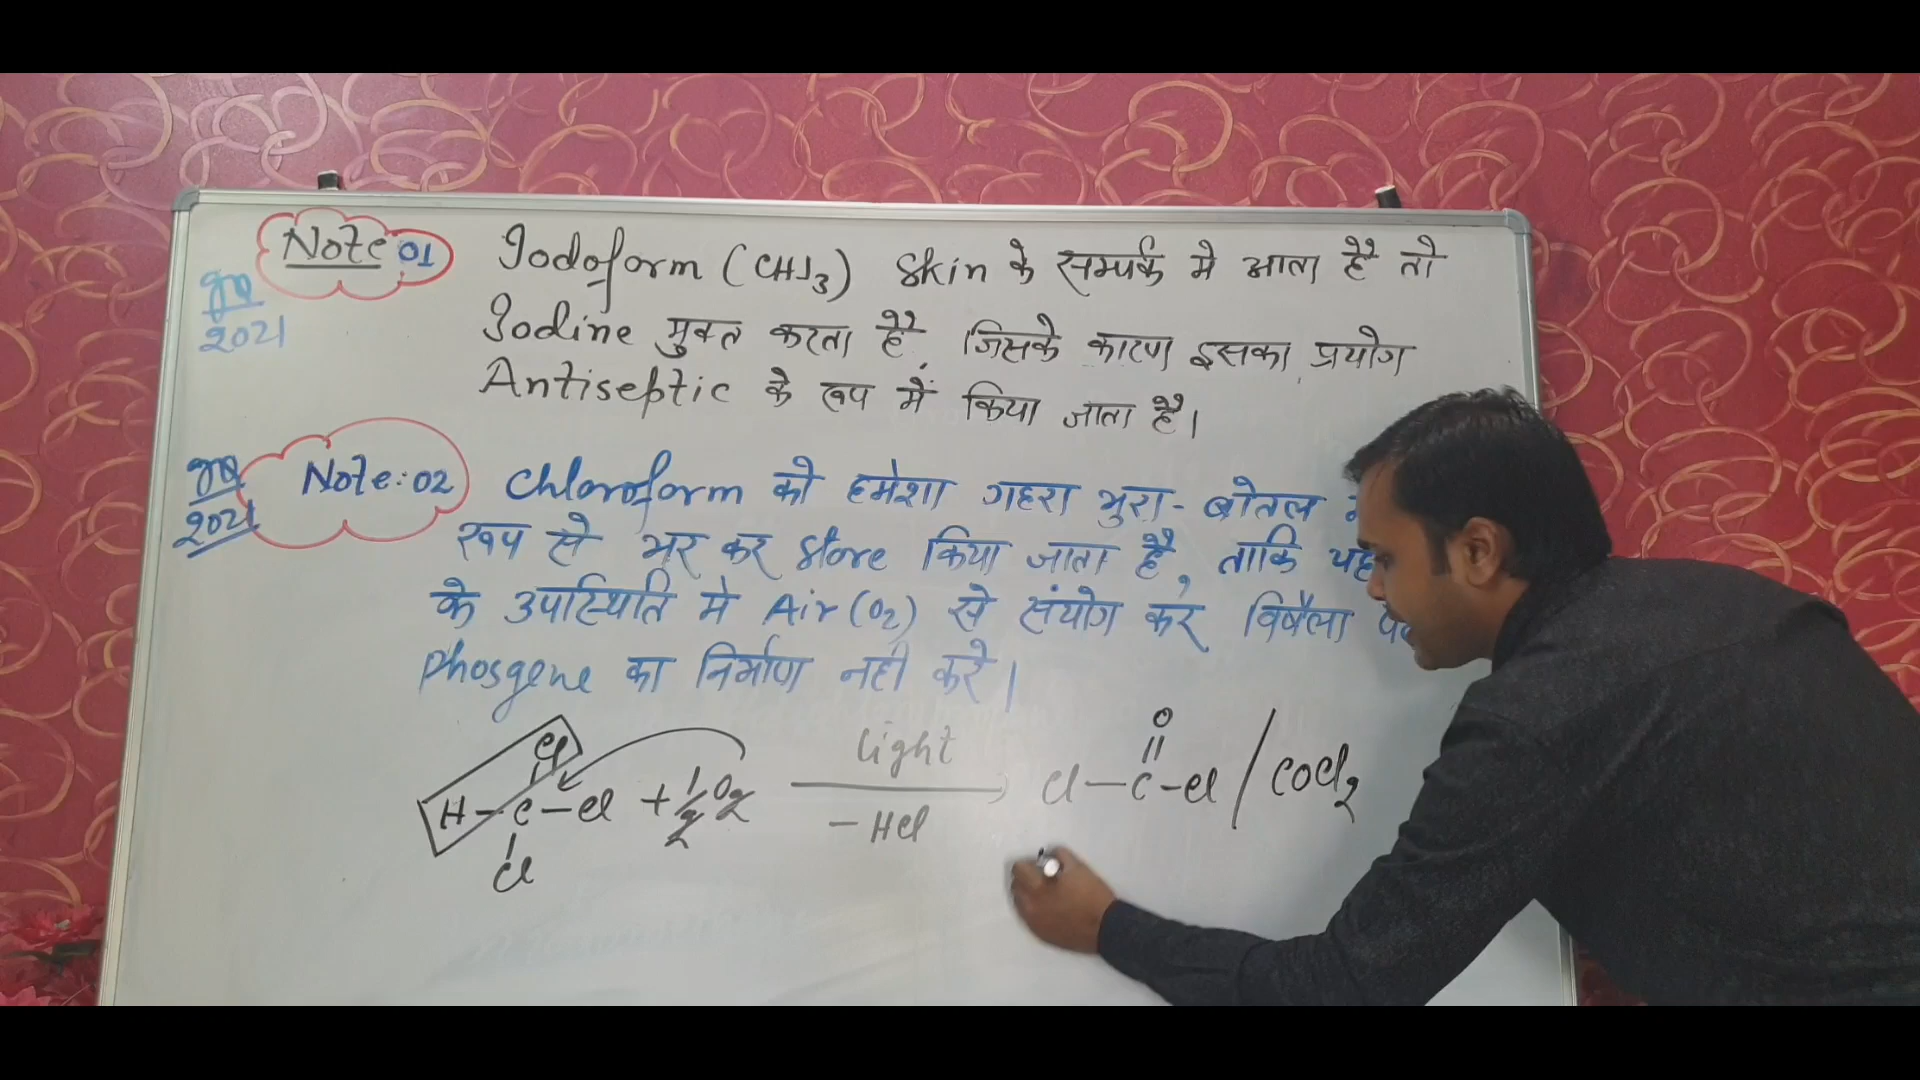 Note 01
2021
Iodoform (CHI3) Skin के सम्पर्क मे आता है तो
Iodine मुक्त करता है, जिसके कारण इसका प्रयोग
Antiseptic के रूप में किया जाता है।
2021
Note: 02
Chloroform को हमेशा गहरा भुरा - बोतल
रूप से भर कर store किया जाता है, ताकि यह
के उपस्थिति मे Air (O2) से संयोग कर विषैला
Phosgene का निर्माण नही करे।
Cl O
H-C-Cl + 1/2 O2 light Cl-C-Cl / COCl2
Cl -HCl